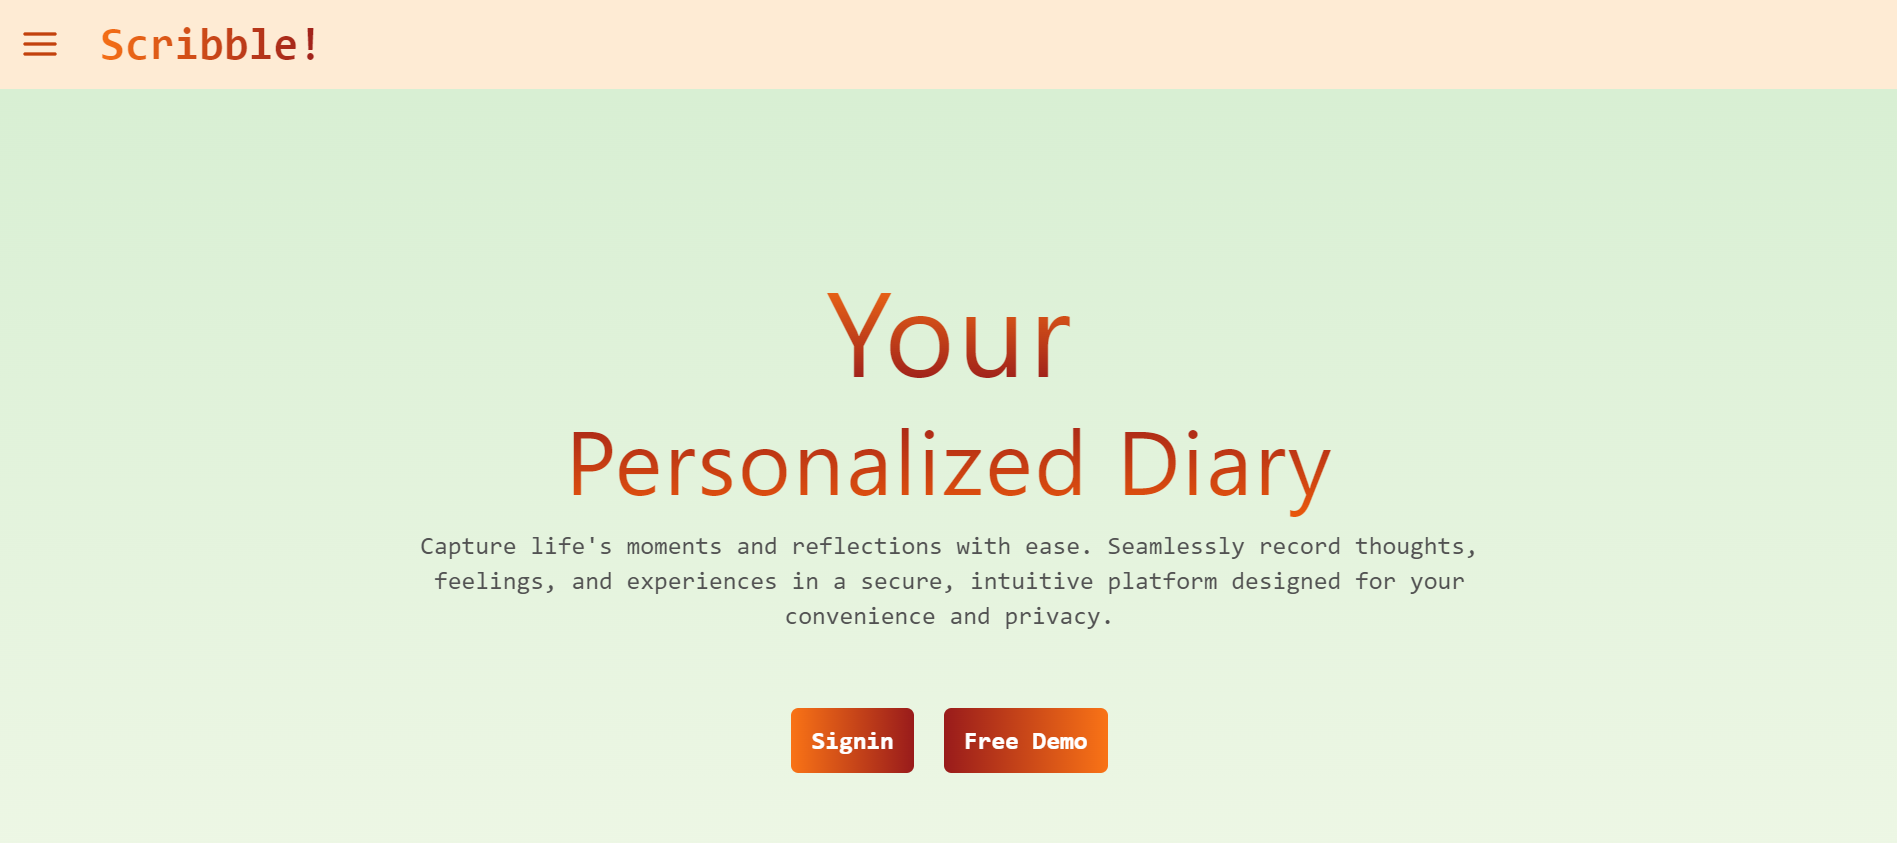 Scribble!
Your
Personalized Diary
Capture life's moments and reflections with ease. Seamlessly record thoughts,
feelings, and experiences in a secure, intuitive platform designed for your
convenience and privacy.
Signin Free Demo